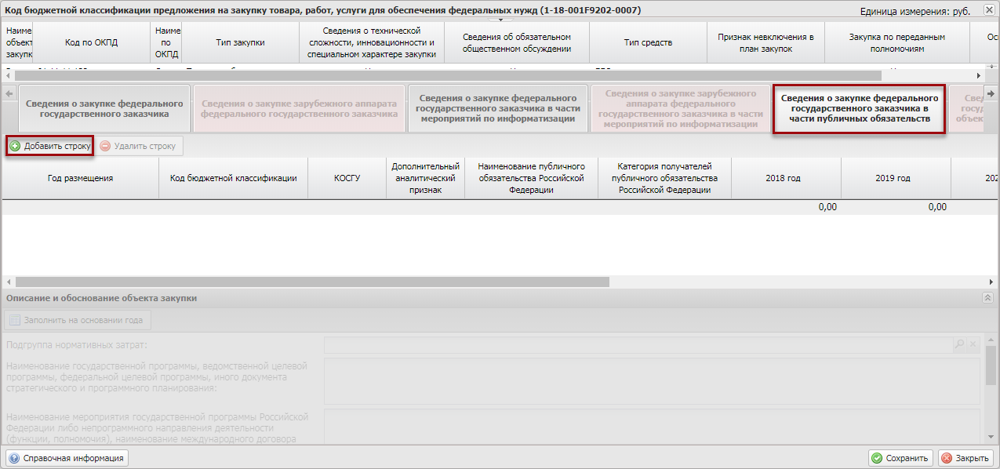 Код бюджетной классификации предложения на закупку товара, работ, услуги для обеспечения федеральных нужд (1-18-001F9202-0007)
Единица измерения: руб.
Наиме
объект
закупк
Код по ОКПД
Наиме
по
ОКПД
Тип закупки
Сведения о технической
сложности, инновационности и
специальном характере закупки
Сведения об обязательном
общественном обсуждении
Тип средств
Признак невключения в
план закупок
Закупка по переданным
полномочиям
Ос
Сведения о закупке федерального
государственного заказчика
Сведения о закупке зарубежного аппарата
федерального государственного заказчика
Сведения о закупке федерального
государственного заказчика в части
мероприятий по информатизации
Сведения о закупке зарубежного
аппарата федерального
государственного заказчика в части
мероприятий по информатизации
Сведения о закупке федерального
государственного заказчика в
части публичных обязательств
Свед
госуд
объек
Добавить строку
Удалить строку
Год размещения
Код бюджетной классификации
КОСГУ
Дополнительный
аналитический
признак
Наименование публичного
обязательства Российской
Федерации
Категория получателей
публичного обязательства
Российской Федерации
2018 год
2019 год
202
0,00
0,00
Описание и обоснование объекта закупки
Заполнить на основании года
Подгруппа нормативных затрат:
Наименование государственной программы, ведомственной целевой
программы, федеральной целевой программы, иного документа
стратегического и программного планирования:
Наименование мероприятия государственной программы Российской
Федерации либо непрограммного направления деятельности
(функции, полномочия), наименование международного договора
Справочная информация
Сохранить
Закрыть